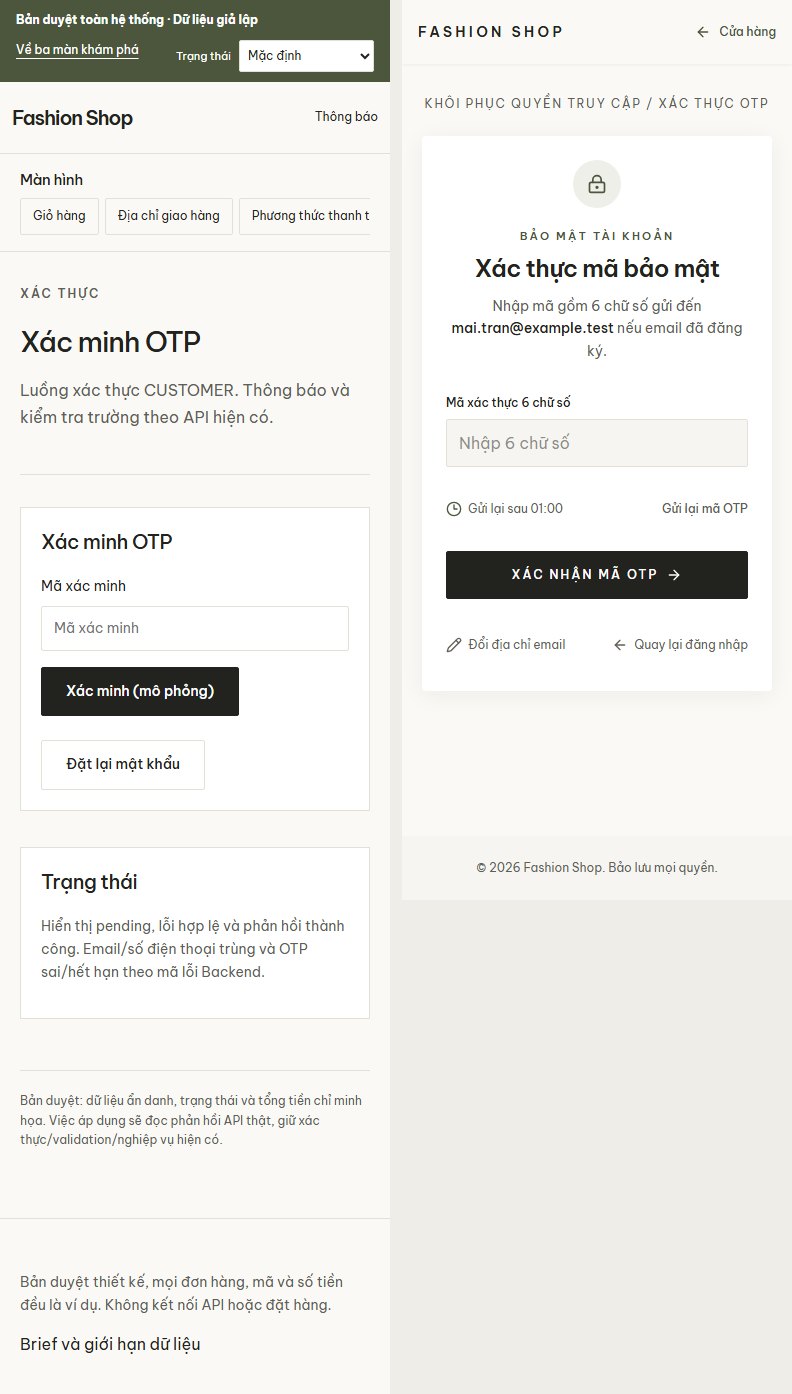 Bản duyệt toàn hệ thống · Dữ liệu giả lập
Về ba màn khám phá
Trạng thái
Mặc định
Fashion Shop
Thông báo
Màn hình
Giỏ hàng
Địa chỉ giao hàng
Phương thức thanh t
XÁC THỰC
Xác minh OTP
Luồng xác thực CUSTOMER. Thông báo và
kiểm tra trường theo API hiện có.
Xác minh OTP
Mã xác minh
Mã xác minh
Xác minh (mô phỏng)
Đặt lại mật khẩu
Trạng thái
Hiển thị pending, lỗi hợp lệ và phản hồi thành
công. Email/số điện thoại trùng và OTP
sai/hết hạn theo mã lỗi Backend.
Bản duyệt: dữ liệu ẩn danh, trạng thái và tổng tiền chỉ minh
họa. Việc áp dụng sẽ đọc phản hồi API thật, giữ xác
thực/validation/nghiệp vụ hiện có.
Bản duyệt thiết kế, mọi đơn hàng, mã và số tiền
đều là ví dụ. Không kết nối API hoặc đặt hàng.
Brief và giới hạn dữ liệu
FASHION SHOP
← Cửa hàng
KHÔI PHỤC QUYỀN TRUY CẬP / XÁC THỰC OTP
BẢO MẬT TÀI KHOẢN
Xác thực mã bảo mật
Nhập mã gồm 6 chữ số gửi đến
mai.tran@example.test nếu email đã đăng
ký.
Mã xác thực 6 chữ số
Nhập 6 chữ số
Gửi lại sau 01:00
Gửi lại mã OTP
XÁC NHẬN MÃ OTP →
Đổi địa chỉ email
← Quay lại đăng nhập
© 2026 Fashion Shop. Bảo lưu mọi quyền.